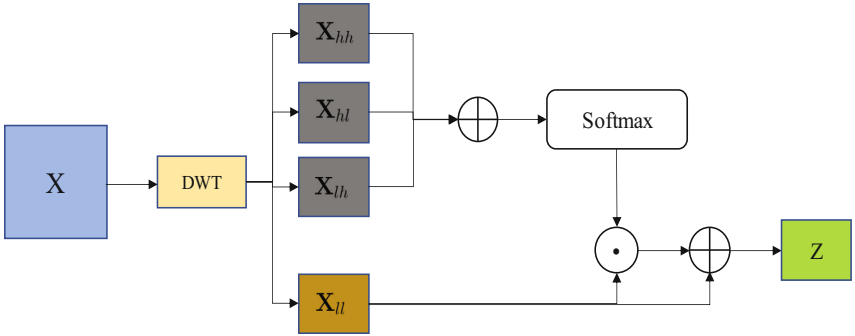 X
DWT
X_hh
X_hl
X_lh
X_ll
Softmax
Z